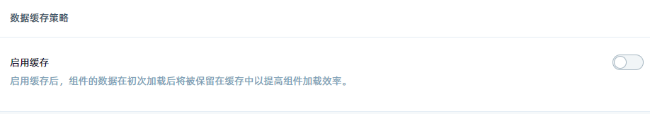 数据缓存策略
启用缓存
启用缓存后，组件的数据在初次加载后将被保留在缓存中以提高组件加载效率。